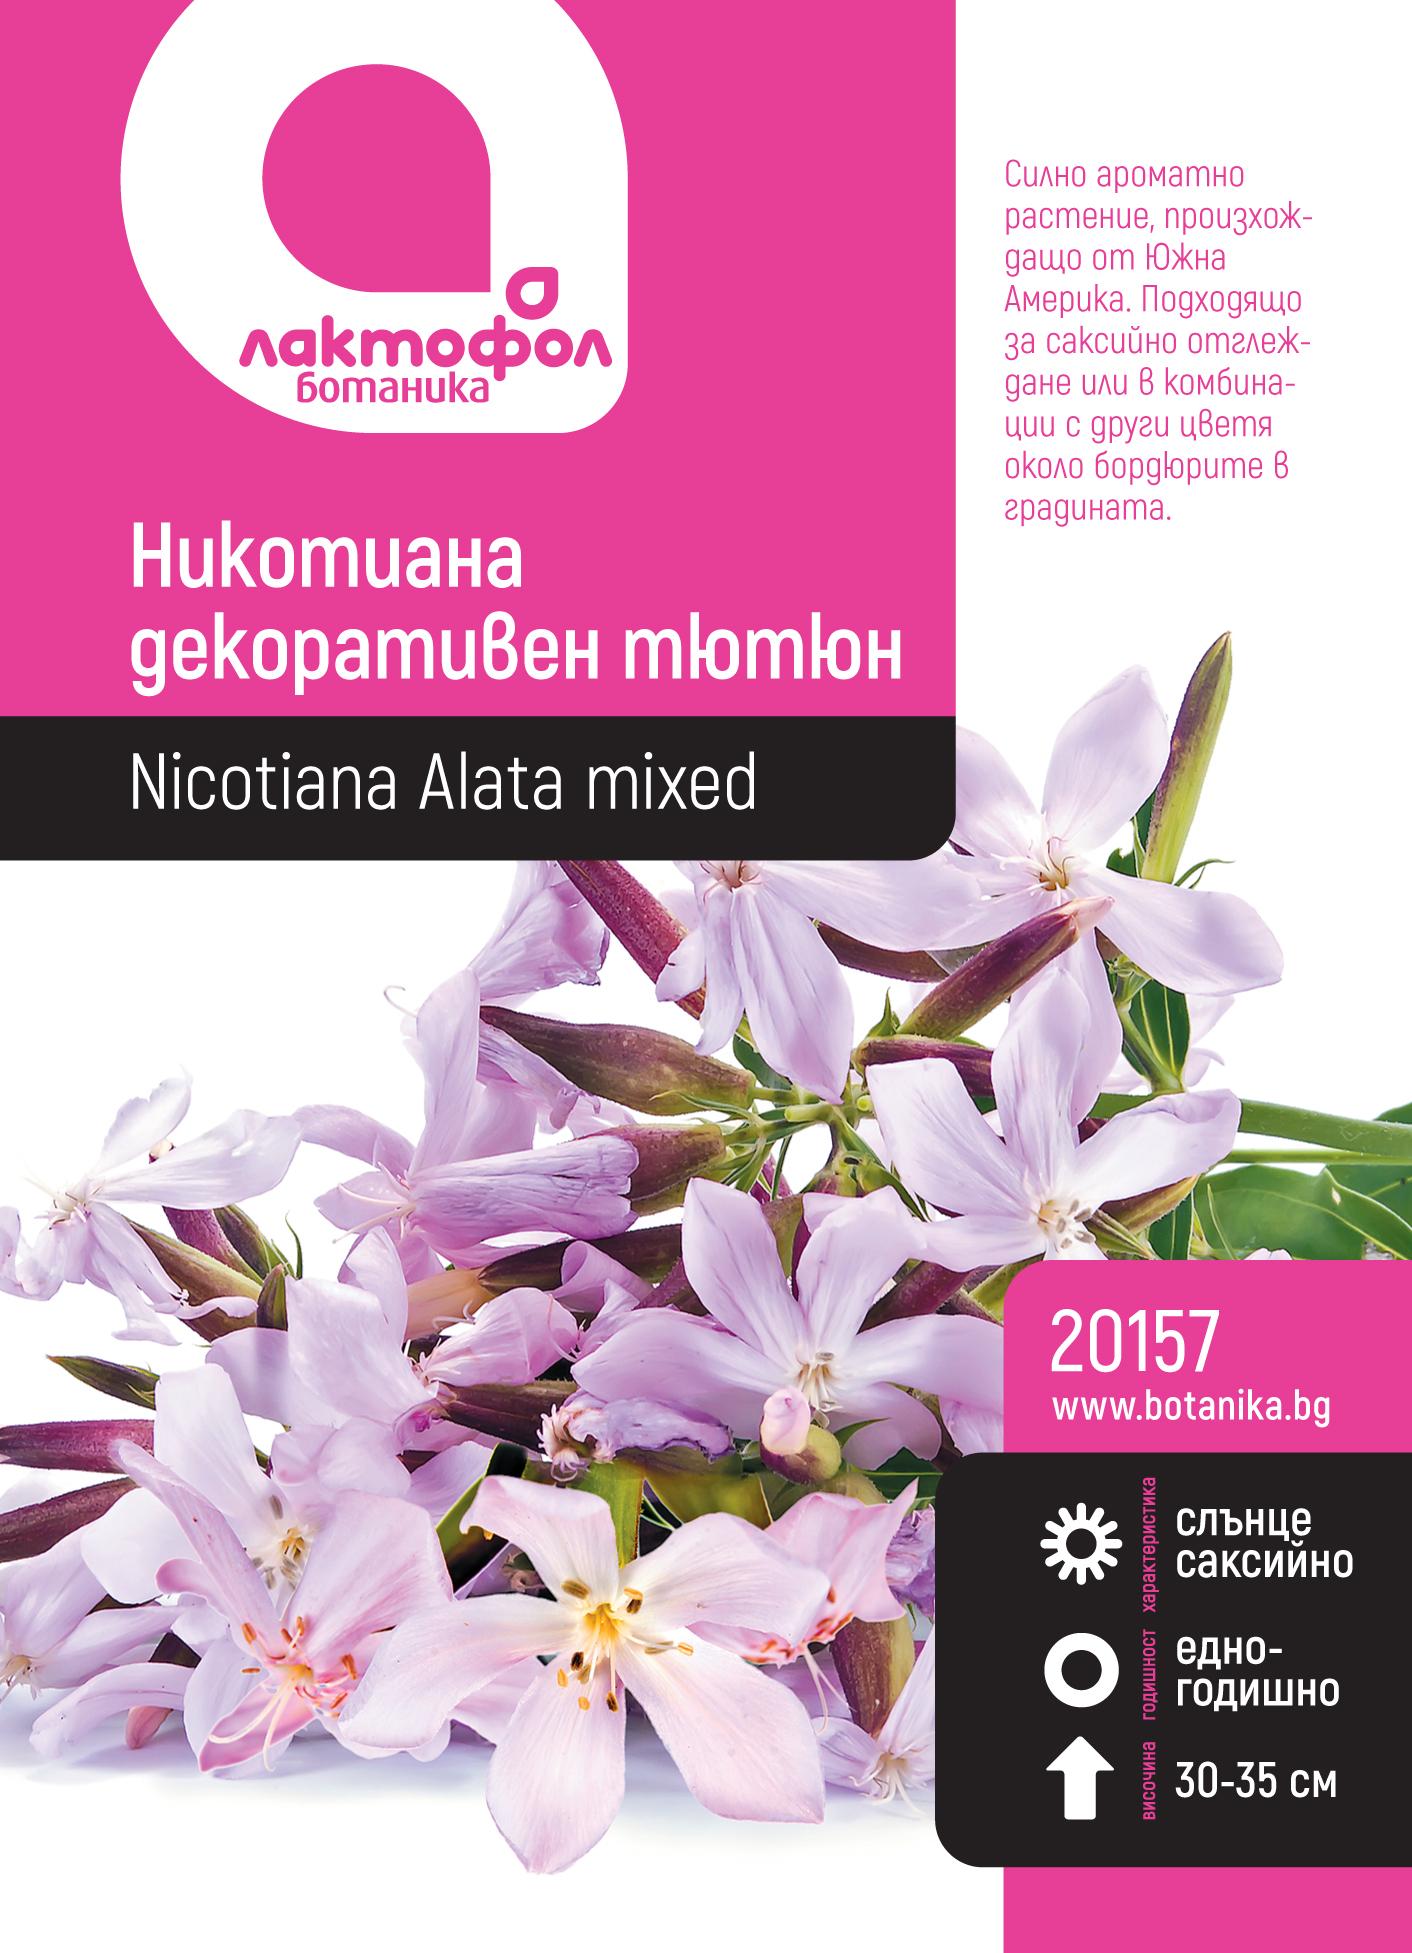 лактофол
ботаника
Никотиана
декоративен тютюн
Nicotiana Alata mixed
Силно ароматно
растение, произхож-
дащо от Южна
Америка. Подходящо
за саксийно отглеж-
дане или в комбина-
ции с други цветя
около бордюрите в
градината.
20157
www.botanika.bg
характеристика
слънце
саксийно
годишност
едно-
годишно
височина
30-35 см